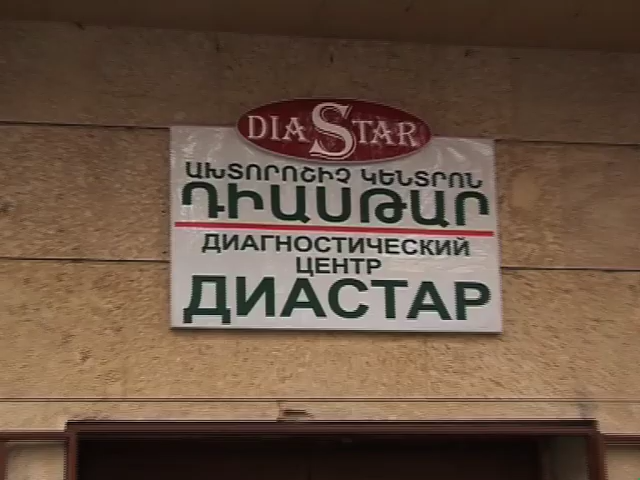 DIASTAR
ԱԽՏՈՐՈՇԻՉ ԿԵՆՏՐՈՆ
ԴԻԱՍԹԱՐ
ДИАГНОСТИЧЕСКИЙ
ЦЕНТР
ДИАСТАР